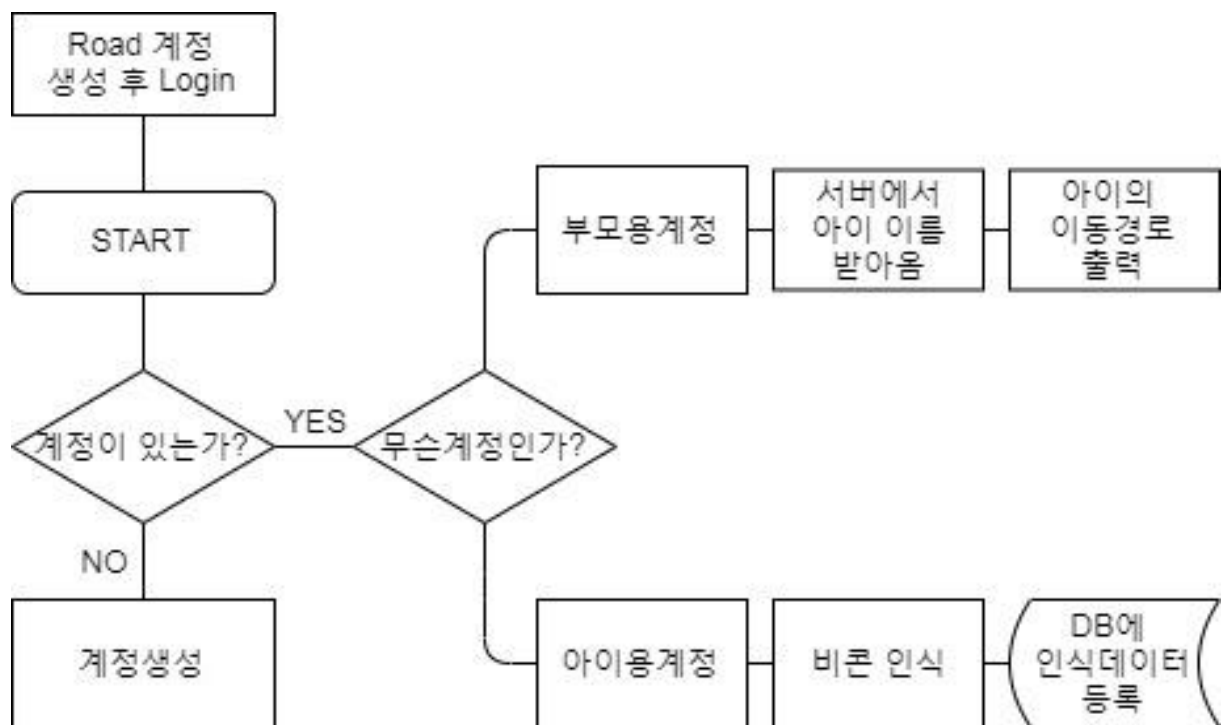 Road 계정
생성 후 Login
START
계정이 있는가?
YES
NO
계정생성
무슨계정인가?
부모용계정
서버에서
아이 이름
받아옴
아이의
이동경로
출력
아이용계정
비콘 인식
DB에
인식데이터
등록